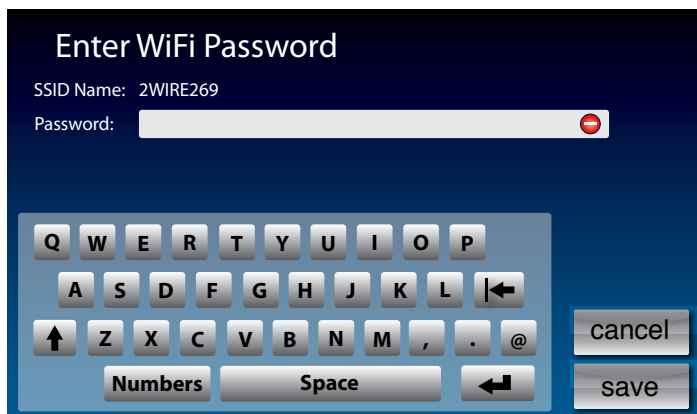 Enter WiFi Password
SSID Name: 2WIRE269
Password:
Q W E R T Y U I O P
A S D F G H J K L
Z X C V B N M , . @
cancel
Numbers Space
save